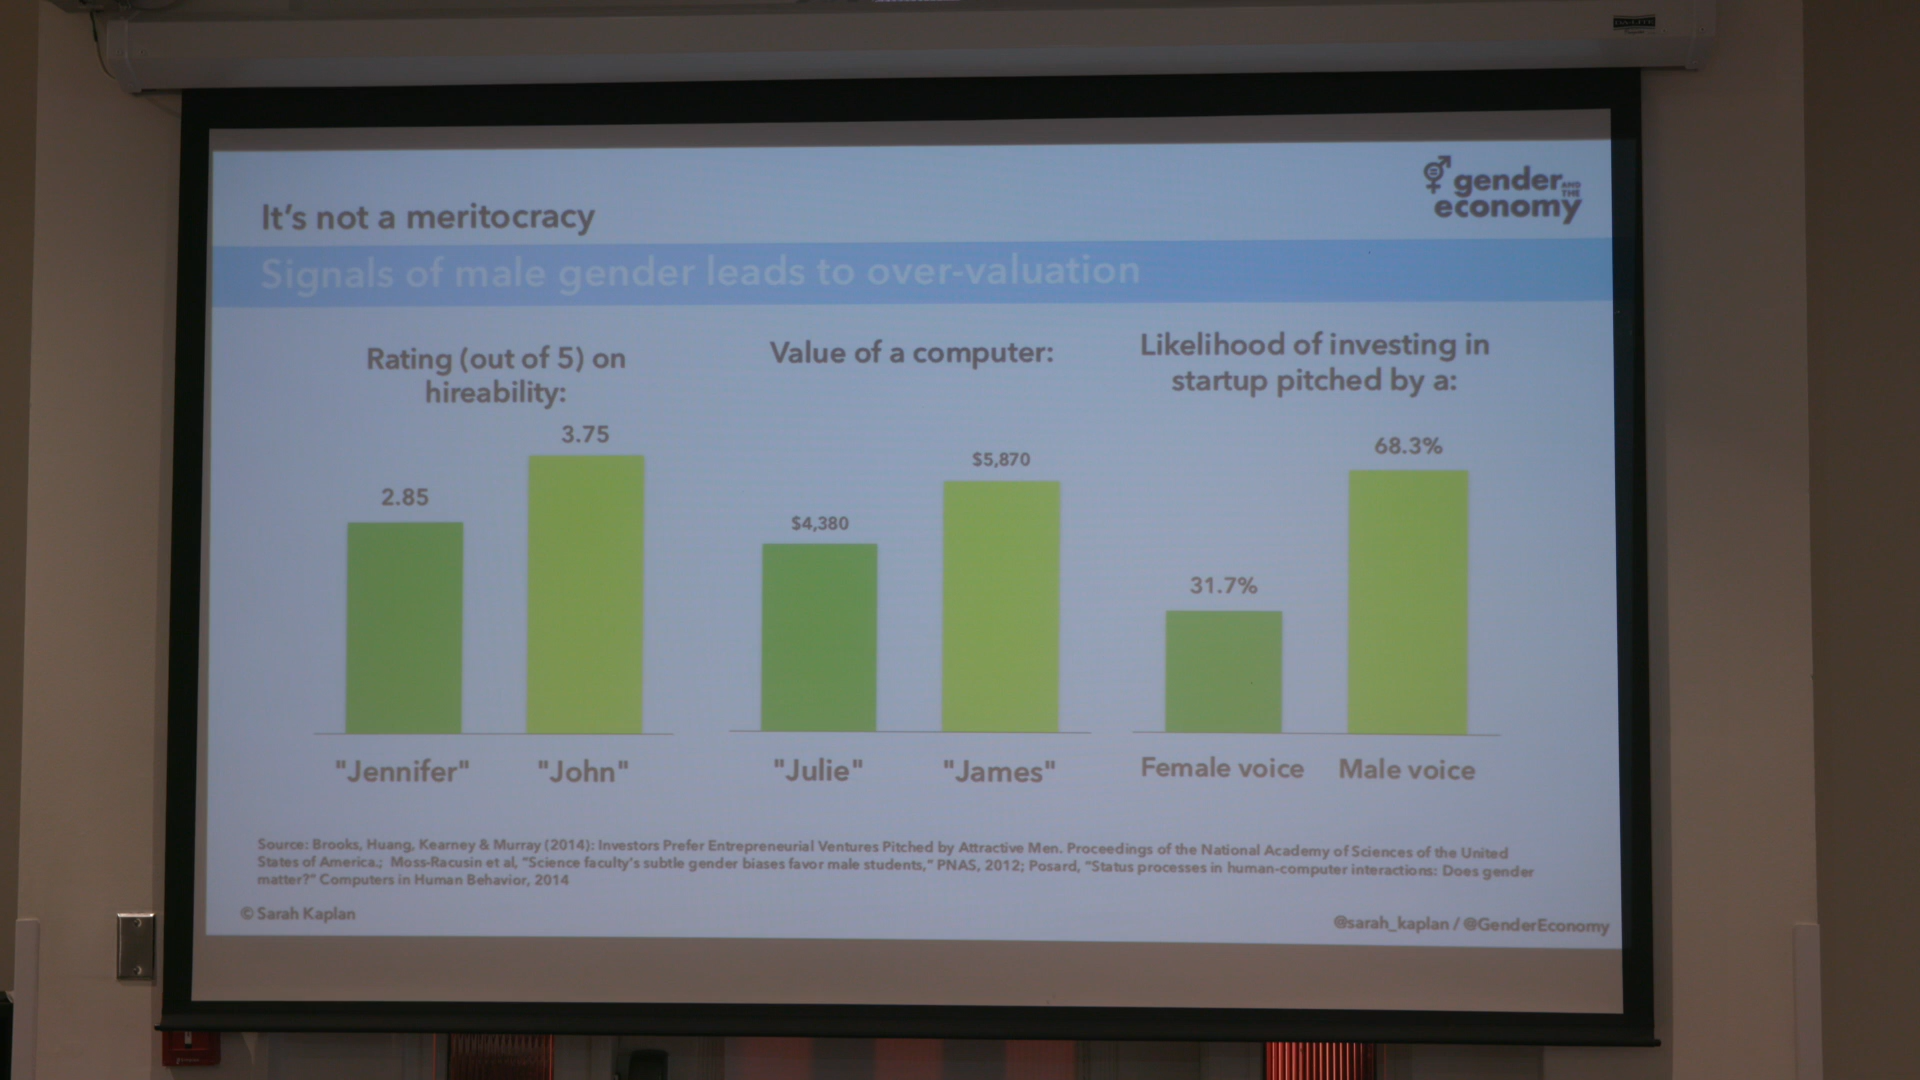 gender AND THE
economy
It's not a meritocracy
Signals of male gender leads to over-valuation
Rating (out of 5) on
hireability:
3.75
2.85
"Jennifer" "John"
Value of a computer:
$5,870
$4,380
"Julie" "James"
Likelihood of investing in
startup pitched by a:
68.3%
31.7%
Female voice Male voice
Source: Brooks, Huang, Kearney & Murray (2014): Investors Prefer Entrepreneurial Ventures Pitched by Attractive Men. Proceedings of the National Academy of Sciences of the United
States of America.; Moss-Racusin et al, "Science faculty's subtle gender biases favor male students," PNAS, 2012; Posard, "Status processes in human-computer interactions: Does gender
matter?" Computers in Human Behavior, 2014
© Sarah Kaplan
@sarah_kaplan / @GenderEconomy